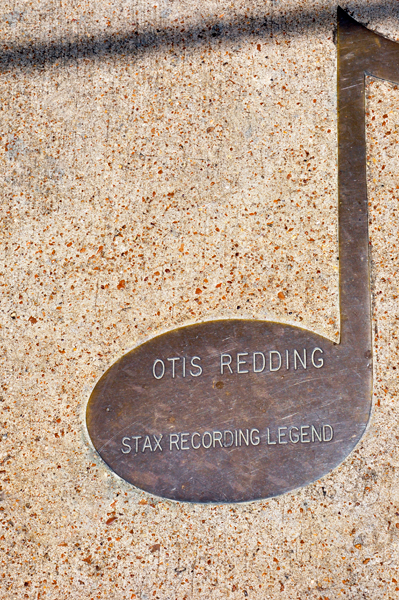 OTIS REDDING
STAX RECORDING LEGEND